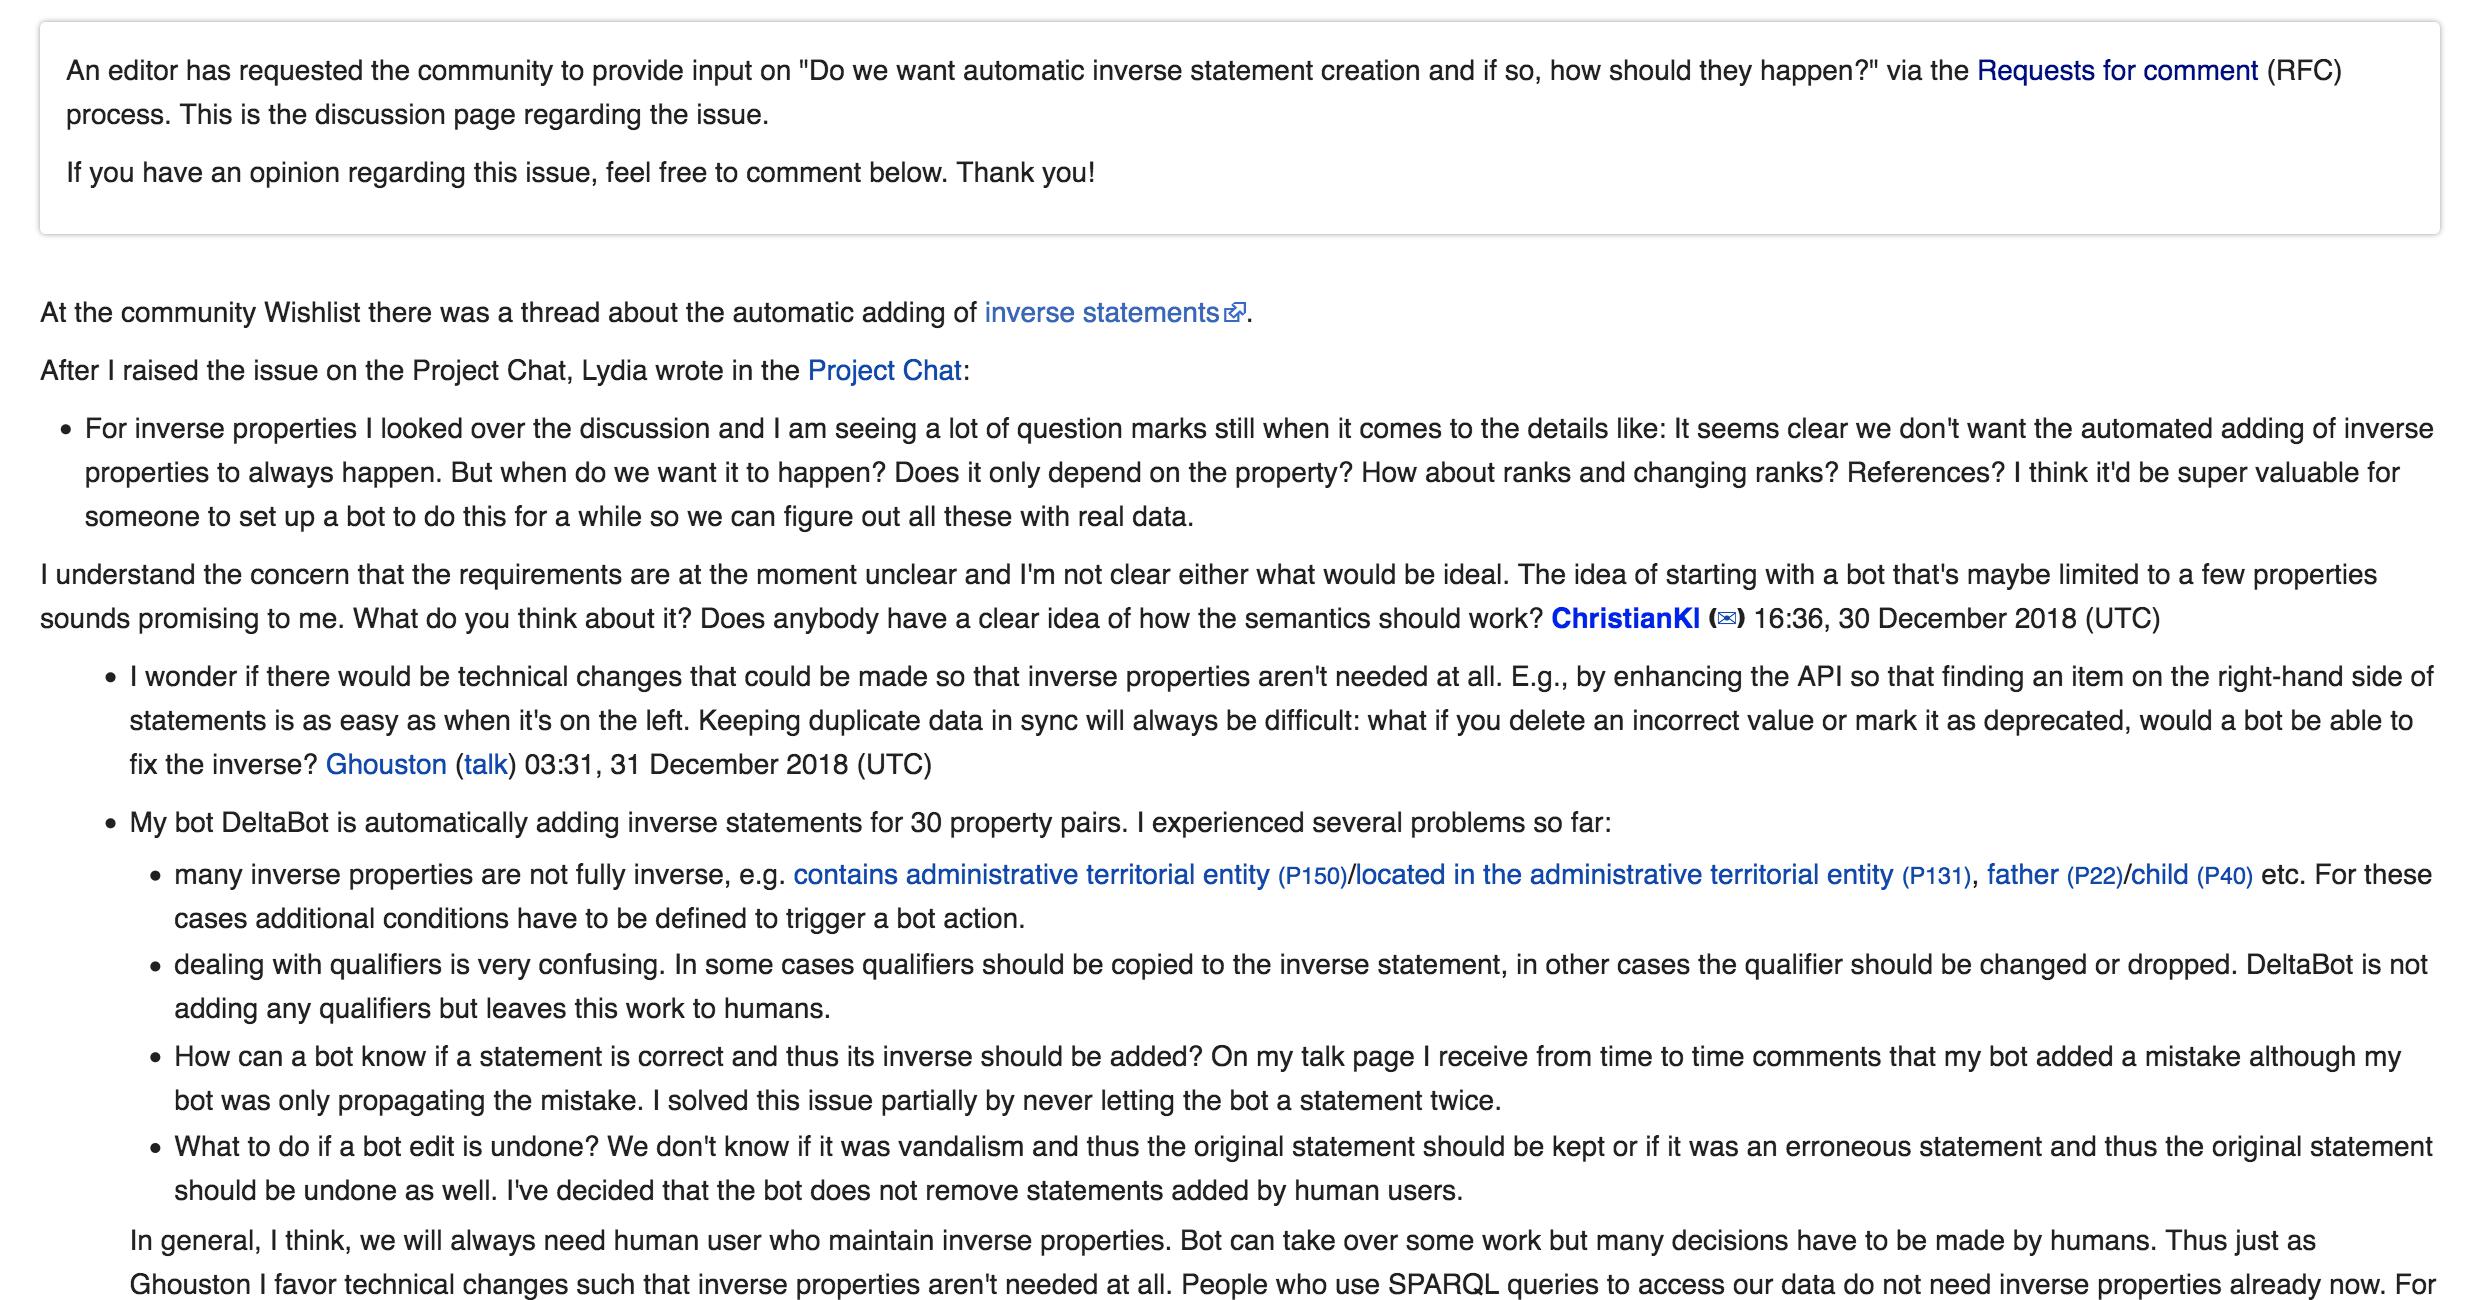 An editor has requested the community to provide input on "Do we want automatic inverse statement creation and if so, how should they happen?" via the Requests for comment (RFC)
process. This is the discussion page regarding the issue.
If you have an opinion regarding this issue, feel free to comment below. Thank you!
At the community Wishlist there was a thread about the automatic adding of inverse statements.
After I raised the issue on the Project Chat, Lydia wrote in the Project Chat:
• For inverse properties I looked over the discussion and I am seeing a lot of question marks still when it comes to the details like: It seems clear we don't want the automated adding of inverse
properties to always happen. But when do we want it to happen? Does it only depend on the property? How about ranks and changing ranks? References? I think it'd be super valuable for
someone to set up a bot to do this for a while so we can figure out all these with real data.
I understand the concern that the requirements are at the moment unclear and I'm not clear either what would be ideal. The idea of starting with a bot that's maybe limited to a few properties
sounds promising to me. What do you think about it? Does anybody have a clear idea of how the semantics should work? ChristianKl (✉) 16:36, 30 December 2018 (UTC)
• I wonder if there would be technical changes that could be made so that inverse properties aren't needed at all. E.g., by enhancing the API so that finding an item on the right-hand side of
statements is as easy as when it's on the left. Keeping duplicate data in sync will always be difficult: what if you delete an incorrect value or mark it as deprecated, would a bot be able to
fix the inverse? Ghouston (talk) 03:31, 31 December 2018 (UTC)
• My bot DeltaBot is automatically adding inverse statements for 30 property pairs. I experienced several problems so far:
• many inverse properties are not fully inverse, e.g. contains administrative territorial entity (P150)/located in the administrative territorial entity (P131), father (P22)/child (P40) etc. For these
cases additional conditions have to be defined to trigger a bot action.
• dealing with qualifiers is very confusing. In some cases qualifiers should be copied to the inverse statement, in other cases the qualifier should be changed or dropped. DeltaBot is not
adding any qualifiers but leaves this work to humans.
• How can a bot know if a statement is correct and thus its inverse should be added? On my talk page I receive from time to time comments that my bot added a mistake although my
bot was only propagating the mistake. I solved this issue partially by never letting the bot a statement twice.
• What to do if a bot edit is undone? We don't know if it was vandalism and thus the original statement should be kept or if it was an erroneous statement and thus the original statement
should be undone as well. I've decided that the bot does not remove statements added by human users.
In general, I think, we will always need human user who maintain inverse properties. Bot can take over some work but many decisions have to be made by humans. Thus just as
Ghouston I favor technical changes such that inverse properties aren't needed at all. People who use SPARQL queries to access our data do not need inverse properties already now. For